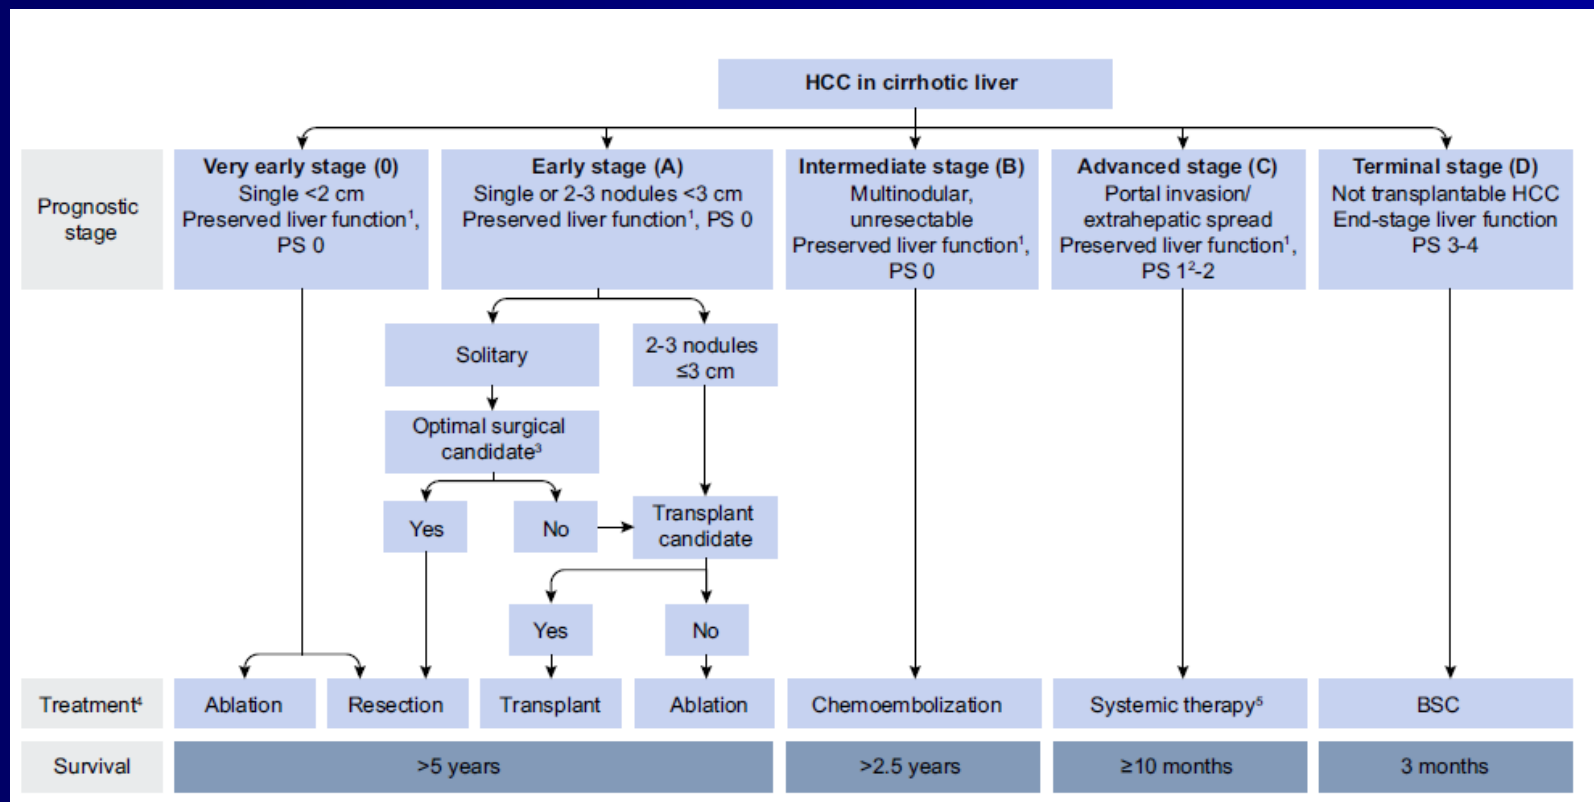 HCC in cirrhotic liver
Prognostic
stage
Very early stage (0)
Single <2 cm
Preserved liver function¹,
PS 0
Early stage (A)
Single or 2-3 nodules <3 cm
Preserved liver function¹, PS 0
Intermediate stage (B)
Multinodular,
unresectable
Preserved liver function¹,
PS 0
Advanced stage (C)
Portal invasion/
extrahepatic spread
Preserved liver function¹,
PS 1²-2
Terminal stage (D)
Not transplantable HCC
End-stage liver function
PS 3-4
Solitary
2-3 nodules
≤3 cm
Optimal surgical
candidate³
Yes
No
Transplant
candidate
Yes
No
Treatment⁴
Ablation
Resection
Transplant
Ablation
Chemoembolization
Systemic therapy⁵
BSC
Survival
>5 years
>2.5 years
≥10 months
3 months